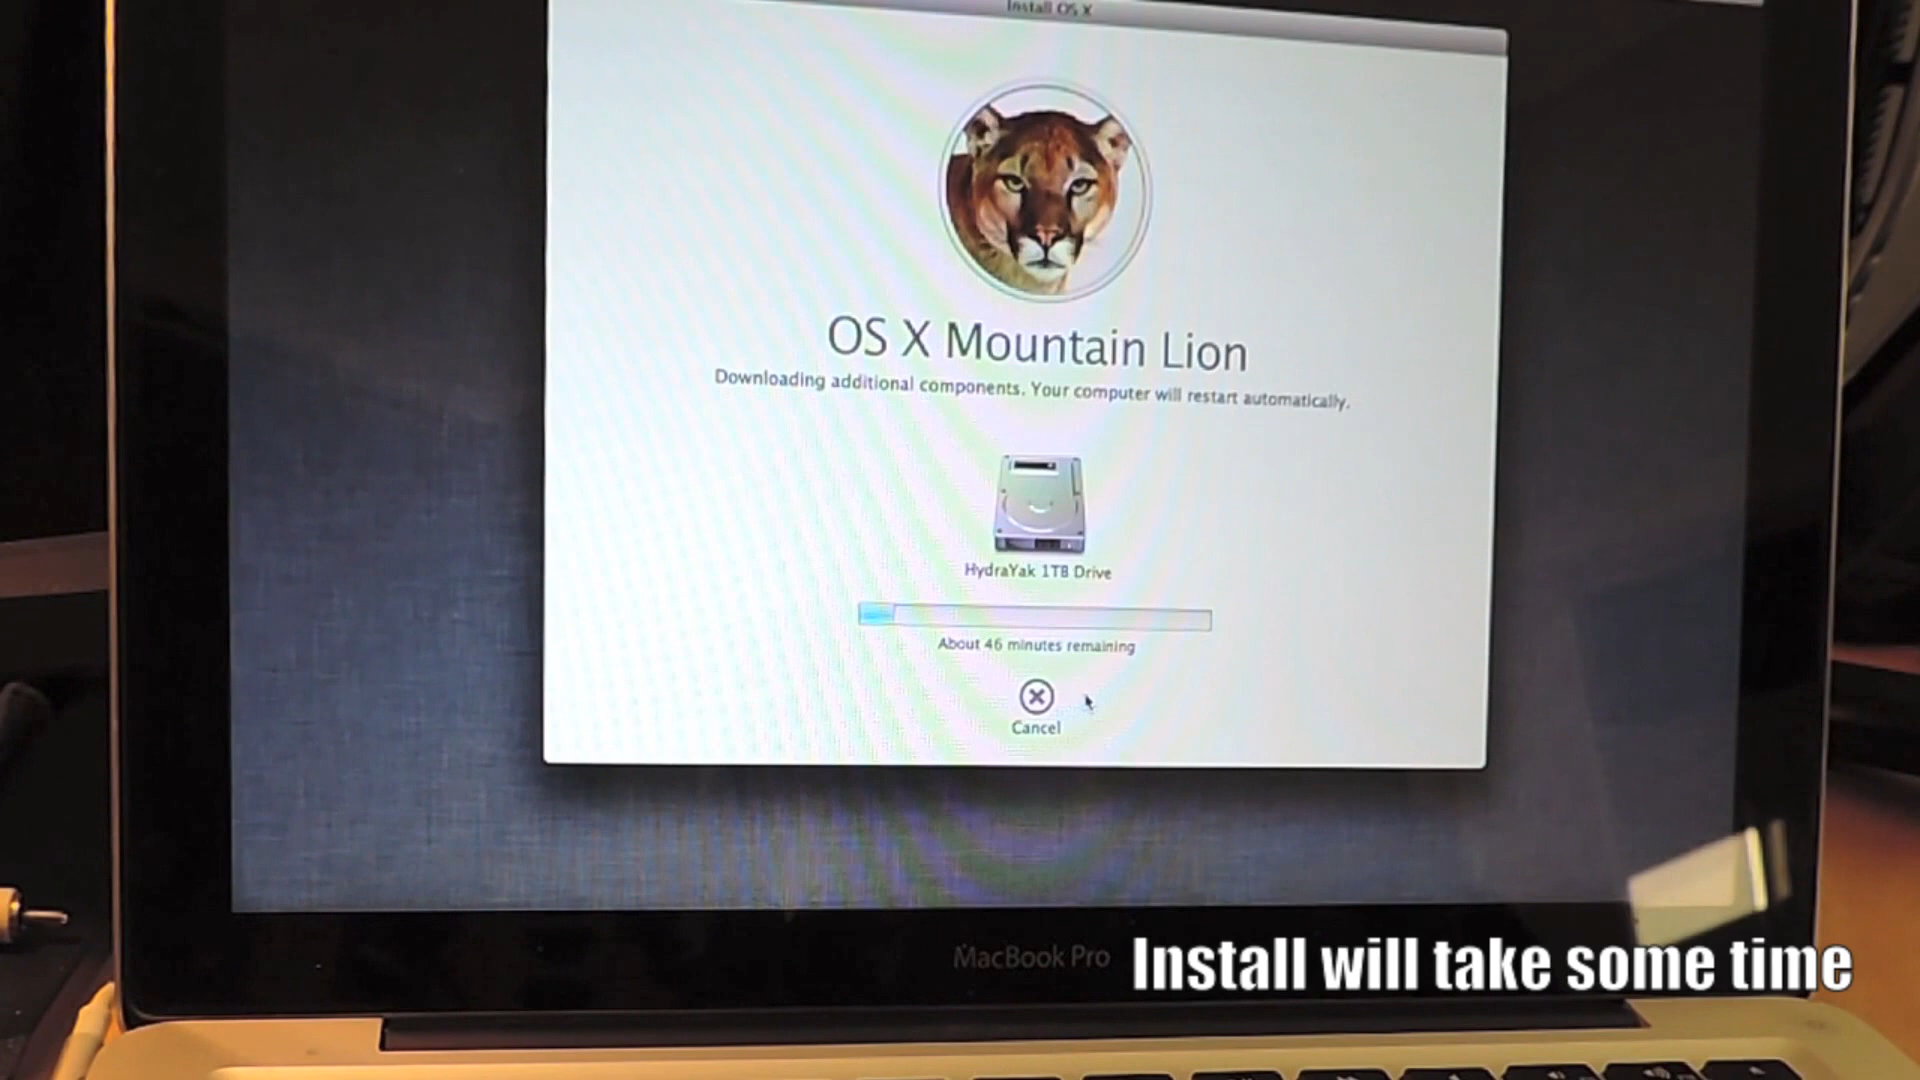 Install OS X
OS X Mountain Lion
Downloading additional components. Your computer will restart automatically.
HydraYak 1TB Drive
About 46 minutes remaining
Cancel
MacBook Pro
Install will take some time